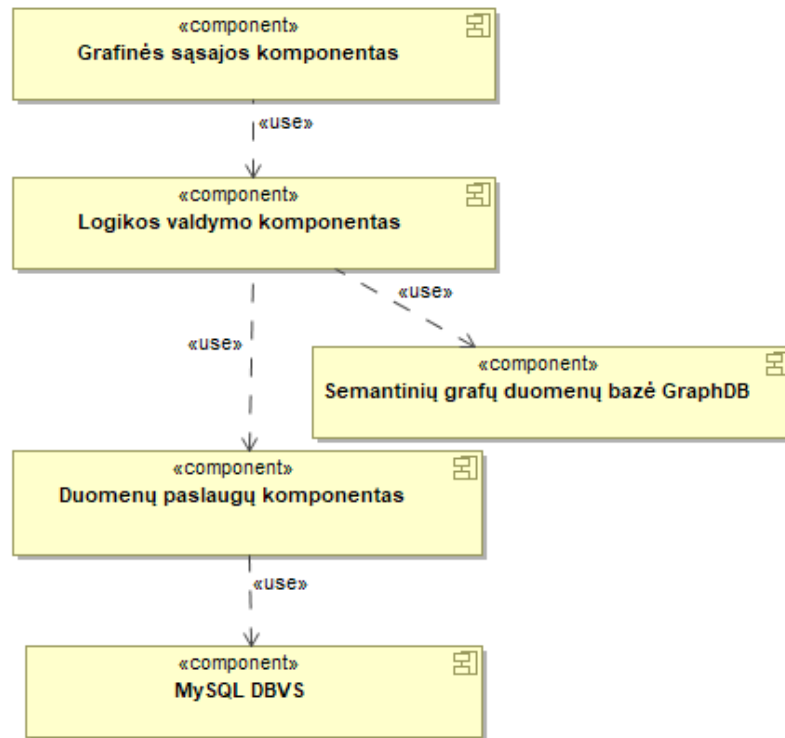 «component»
Grafinės sąsajos komponentas
«use»
«component»
Logikos valdymo komponentas
«use»
«use»
«component»
Semantinių grafų duomenų bazė GraphDB
«component»
Duomenų paslaugų komponentas
«use»
«component»
MySQL DBVS